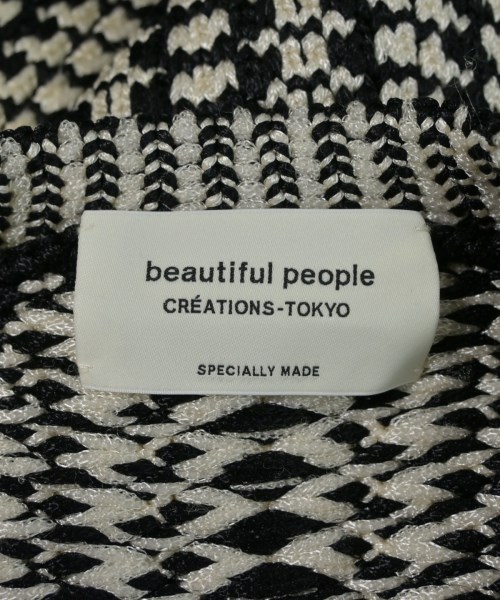 beautiful people
CRÉATIONS-TOKYO
SPECIALLY MADE